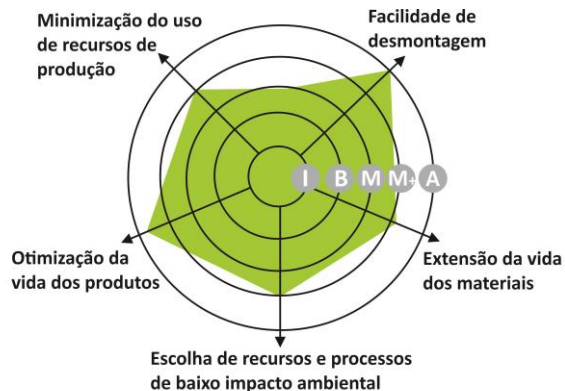 Minimização do uso
de recursos de
produção
Facilidade de
desmontagem
I B M M+ A
Otimização da
vida dos produtos
Extensão da vida
dos materiais
Escolha de recursos e processos
de baixo impacto ambiental